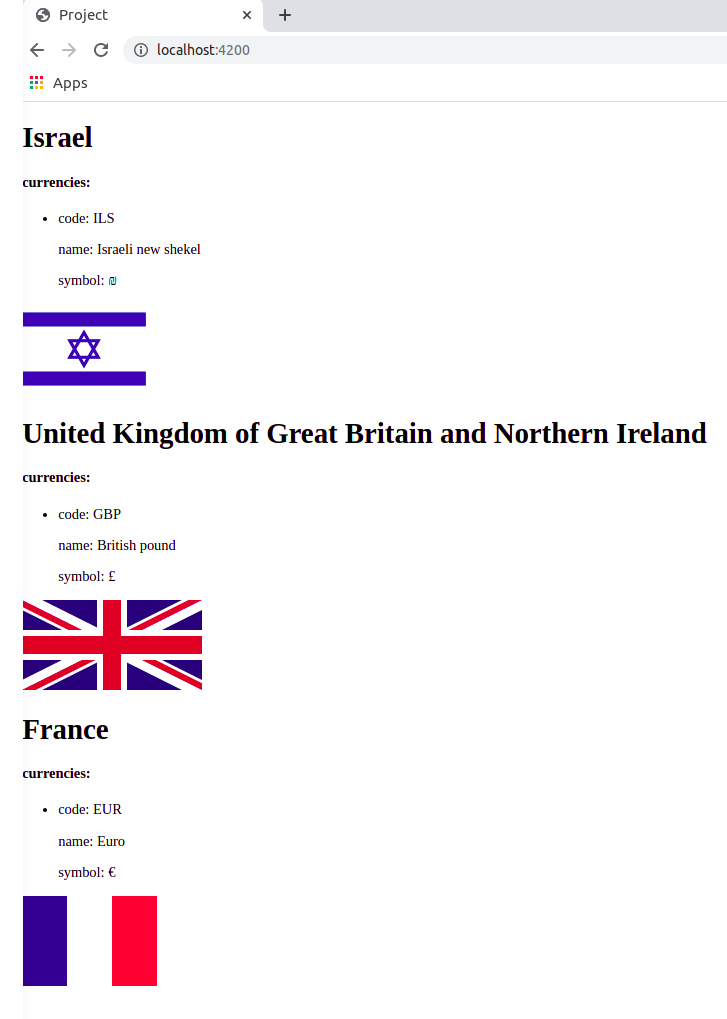 Project
localhost:4200
Apps
Israel
currencies:
code: ILS
name: Israeli new shekel
symbol: ₪
United Kingdom of Great Britain and Northern Ireland
currencies:
code: GBP
name: British pound
symbol: £
France
currencies:
code: EUR
name: Euro
symbol: €